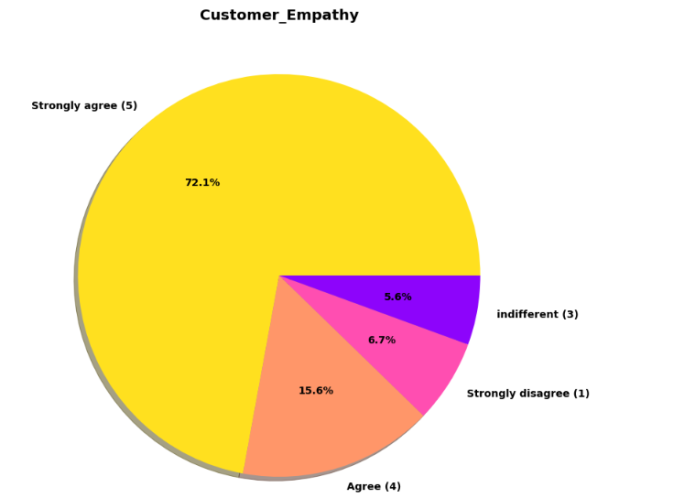 Customer_Empathy
Strongly agree (5)
72.1%
5.6%
indifferent (3)
6.7%
Strongly disagree (1)
15.6%
Agree (4)